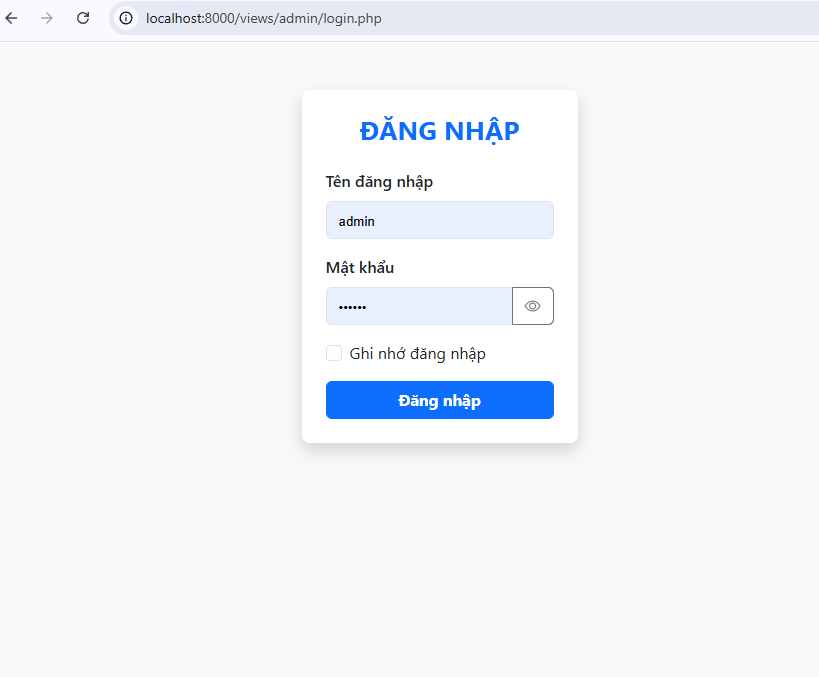 localhost:8000/views/admin/login.php
ĐĂNG NHẬP
Tên đăng nhập
admin
Mật khẩu
••••••
Ghi nhớ đăng nhập
Đăng nhập